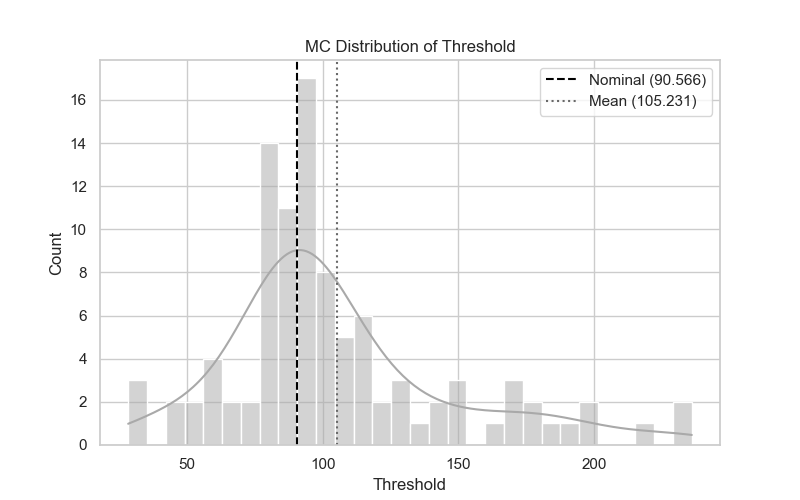 MC Distribution of Threshold
Nominal (90.566)
Mean (105.231)
Count
16
14
12
10
8
6
4
2
0
50
100
150
200
Threshold